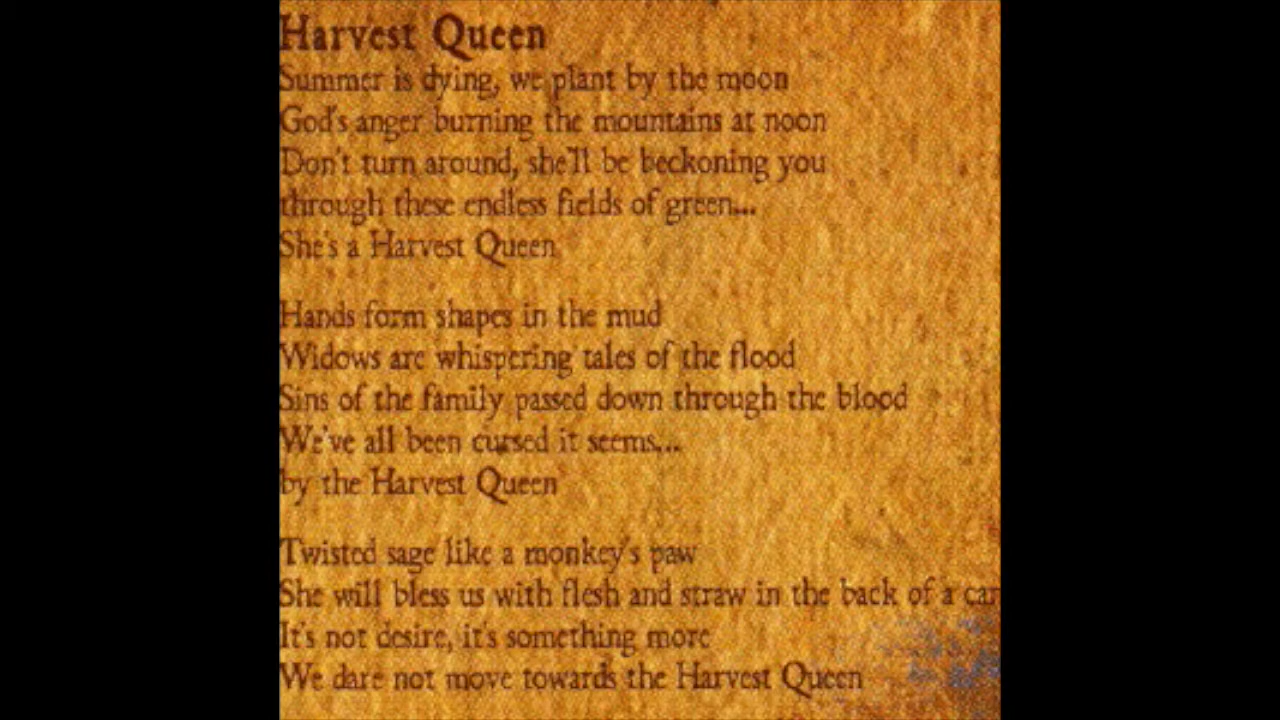 Harvest Queen
Summer is dying, we plant by the moon
God's anger burning the mountains at noon
Don't turn around, she'll be beckoning you
through these endless fields of green...
She's a Harvest Queen
Hands form shapes in the mud
Widows are whispering tales of the flood
Sins of the family passed down through the blood
We've all been cursed it seems...
by the Harvest Queen
Twisted sage like a monkey's paw
She will bless us with flesh and straw in the back of a car
It's not desire, it's something more
We dare not move towards the Harvest Queen